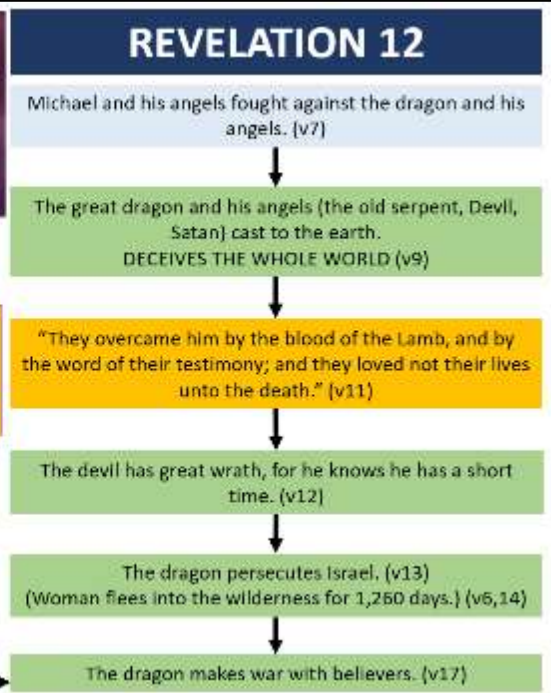 REVELATION 12
Michael and his angels fought against the dragon and his
angels. (v7)
The great dragon and his angels (the old serpent, Devil,
Satan) cast to the earth.
DECEIVES THE WHOLE WORLD (v9)
“They overcame him by the blood of the Lamb, and by
the word of their testimony; and they loved not their lives
unto the death.” (v11)
The devil has great wrath, for he knows he has a short
time. (v12)
The dragon persecutes Israel. (v13)
(Woman flees into the wilderness for 1,260 days.) (v6,14)
The dragon makes war with believers. (v17)